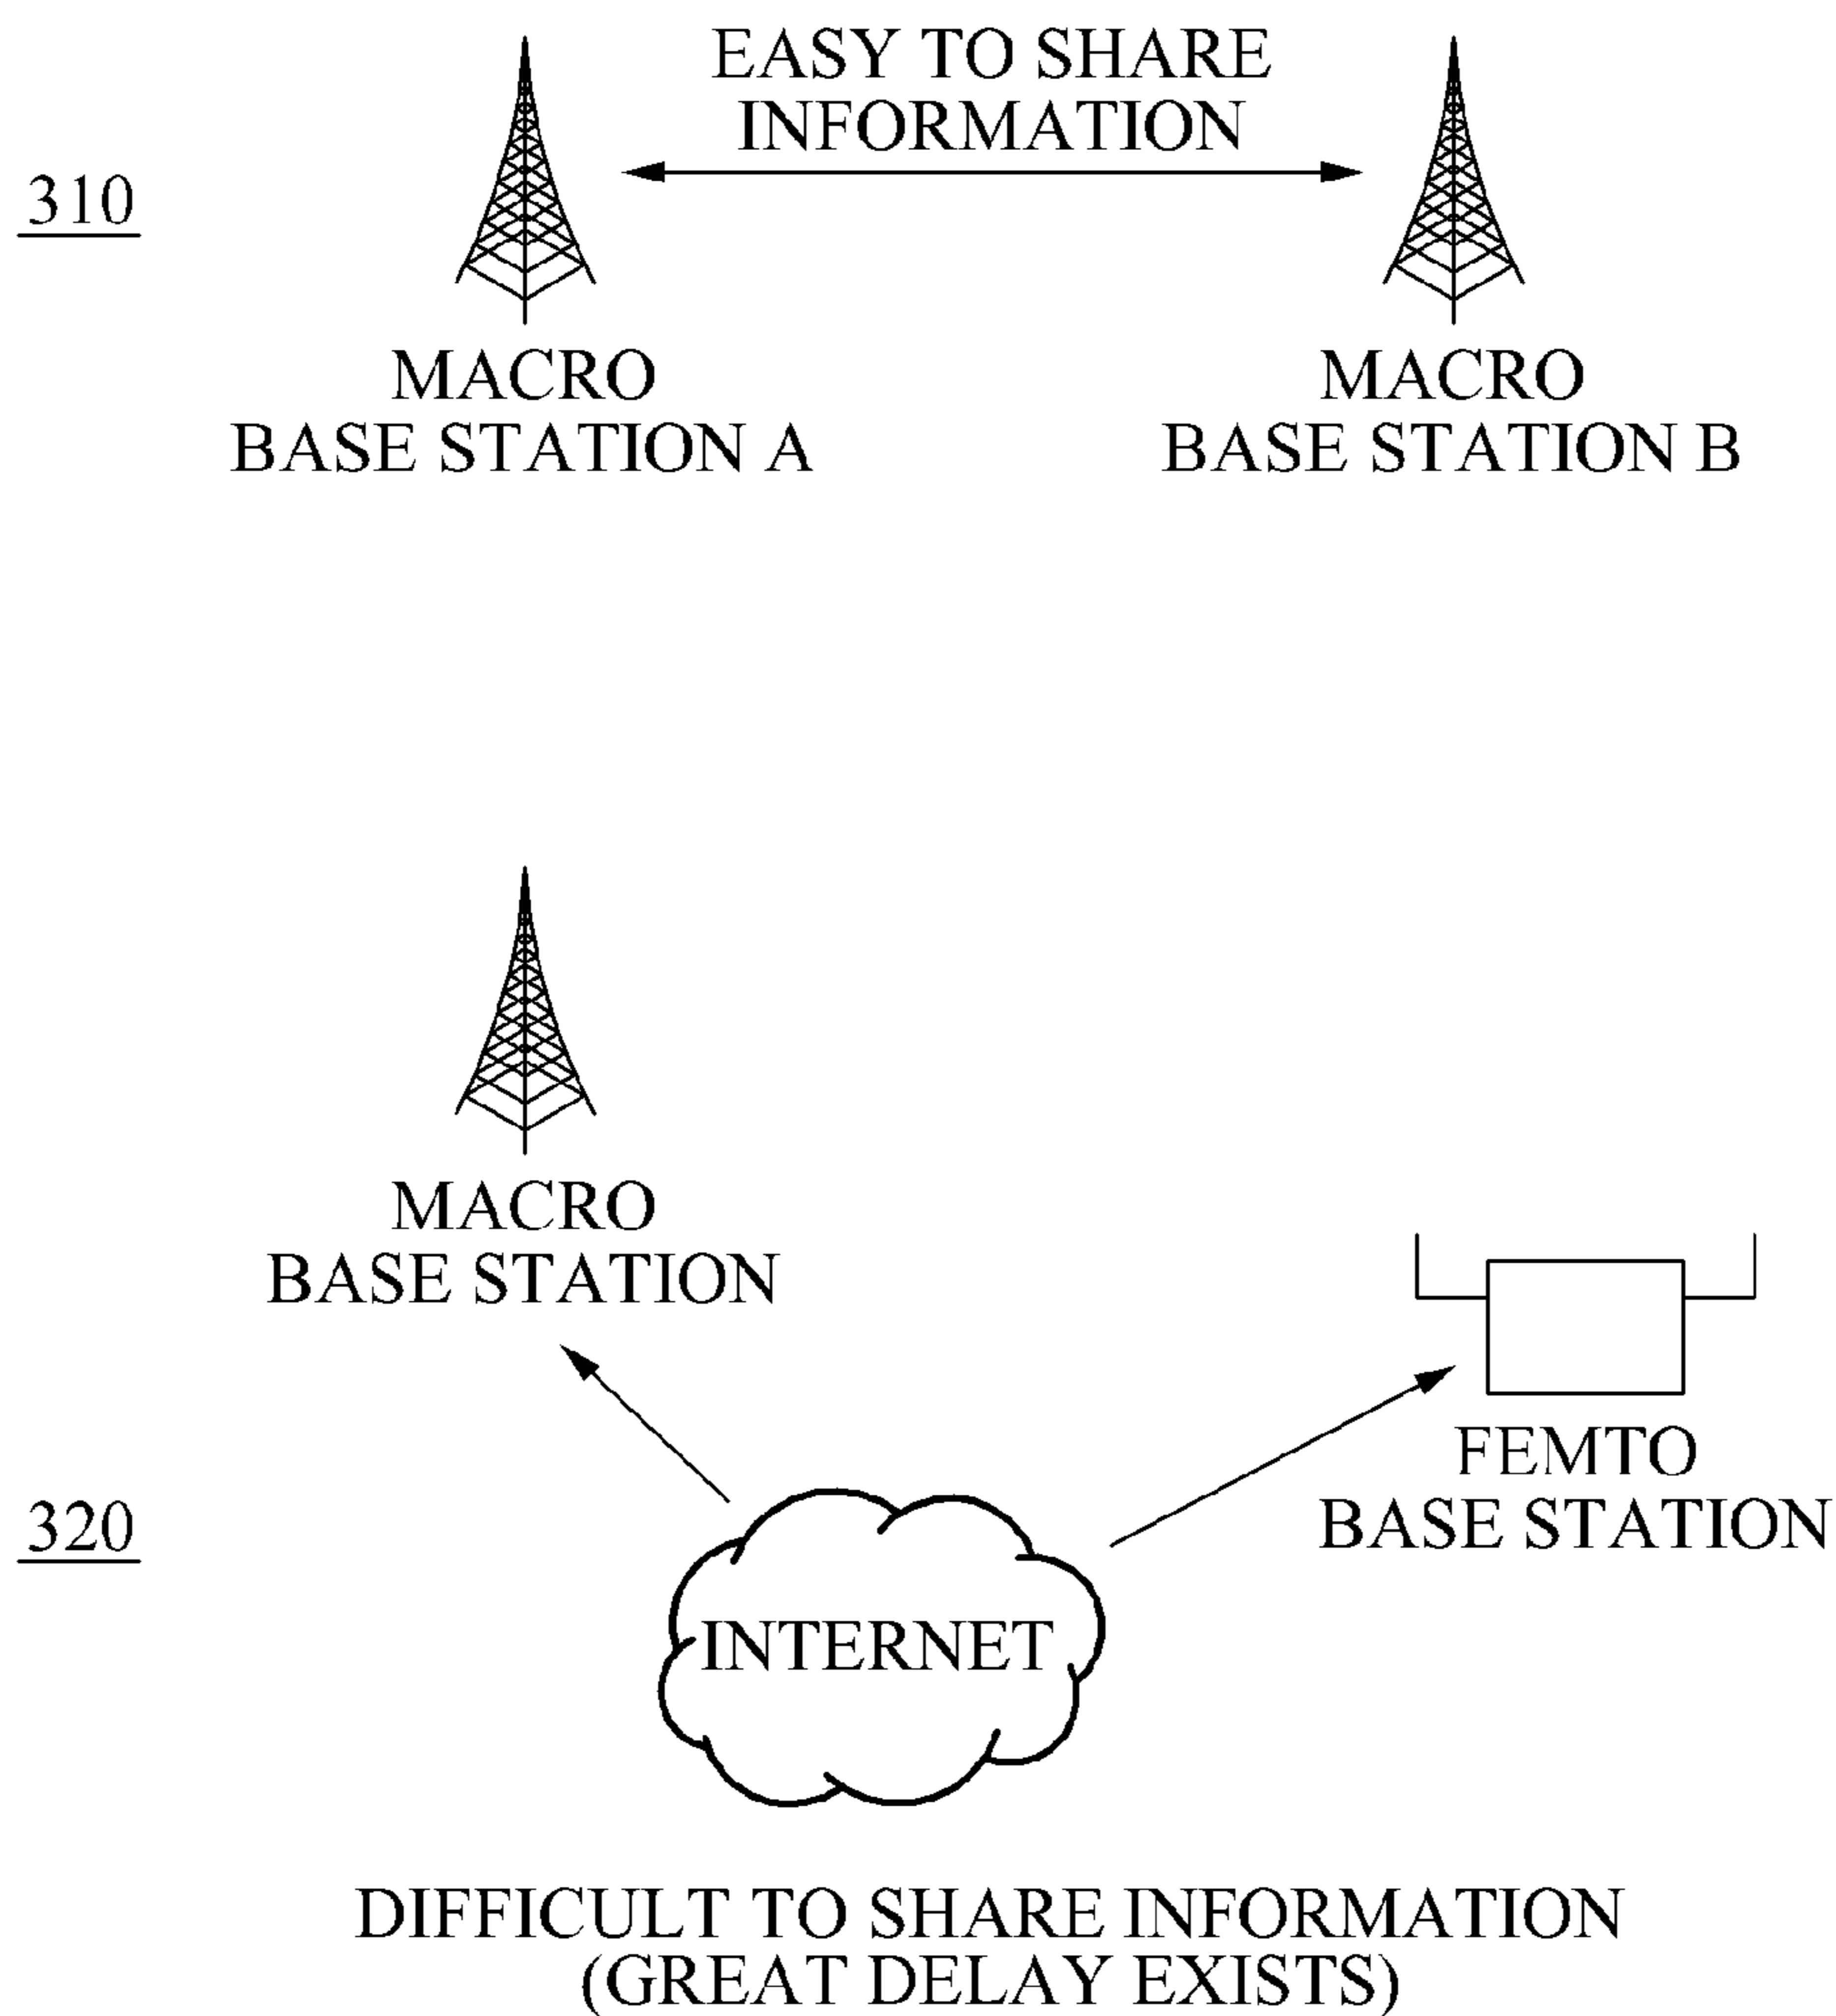 EASY TO SHARE
INFORMATION
310
MACRO
BASE STATION A
MACRO
BASE STATION B
MACRO
BASE STATION
FEMTO
BASE STATION
320
INTERNET
DIFFICULT TO SHARE INFORMATION
(GREAT DELAY EXISTS)